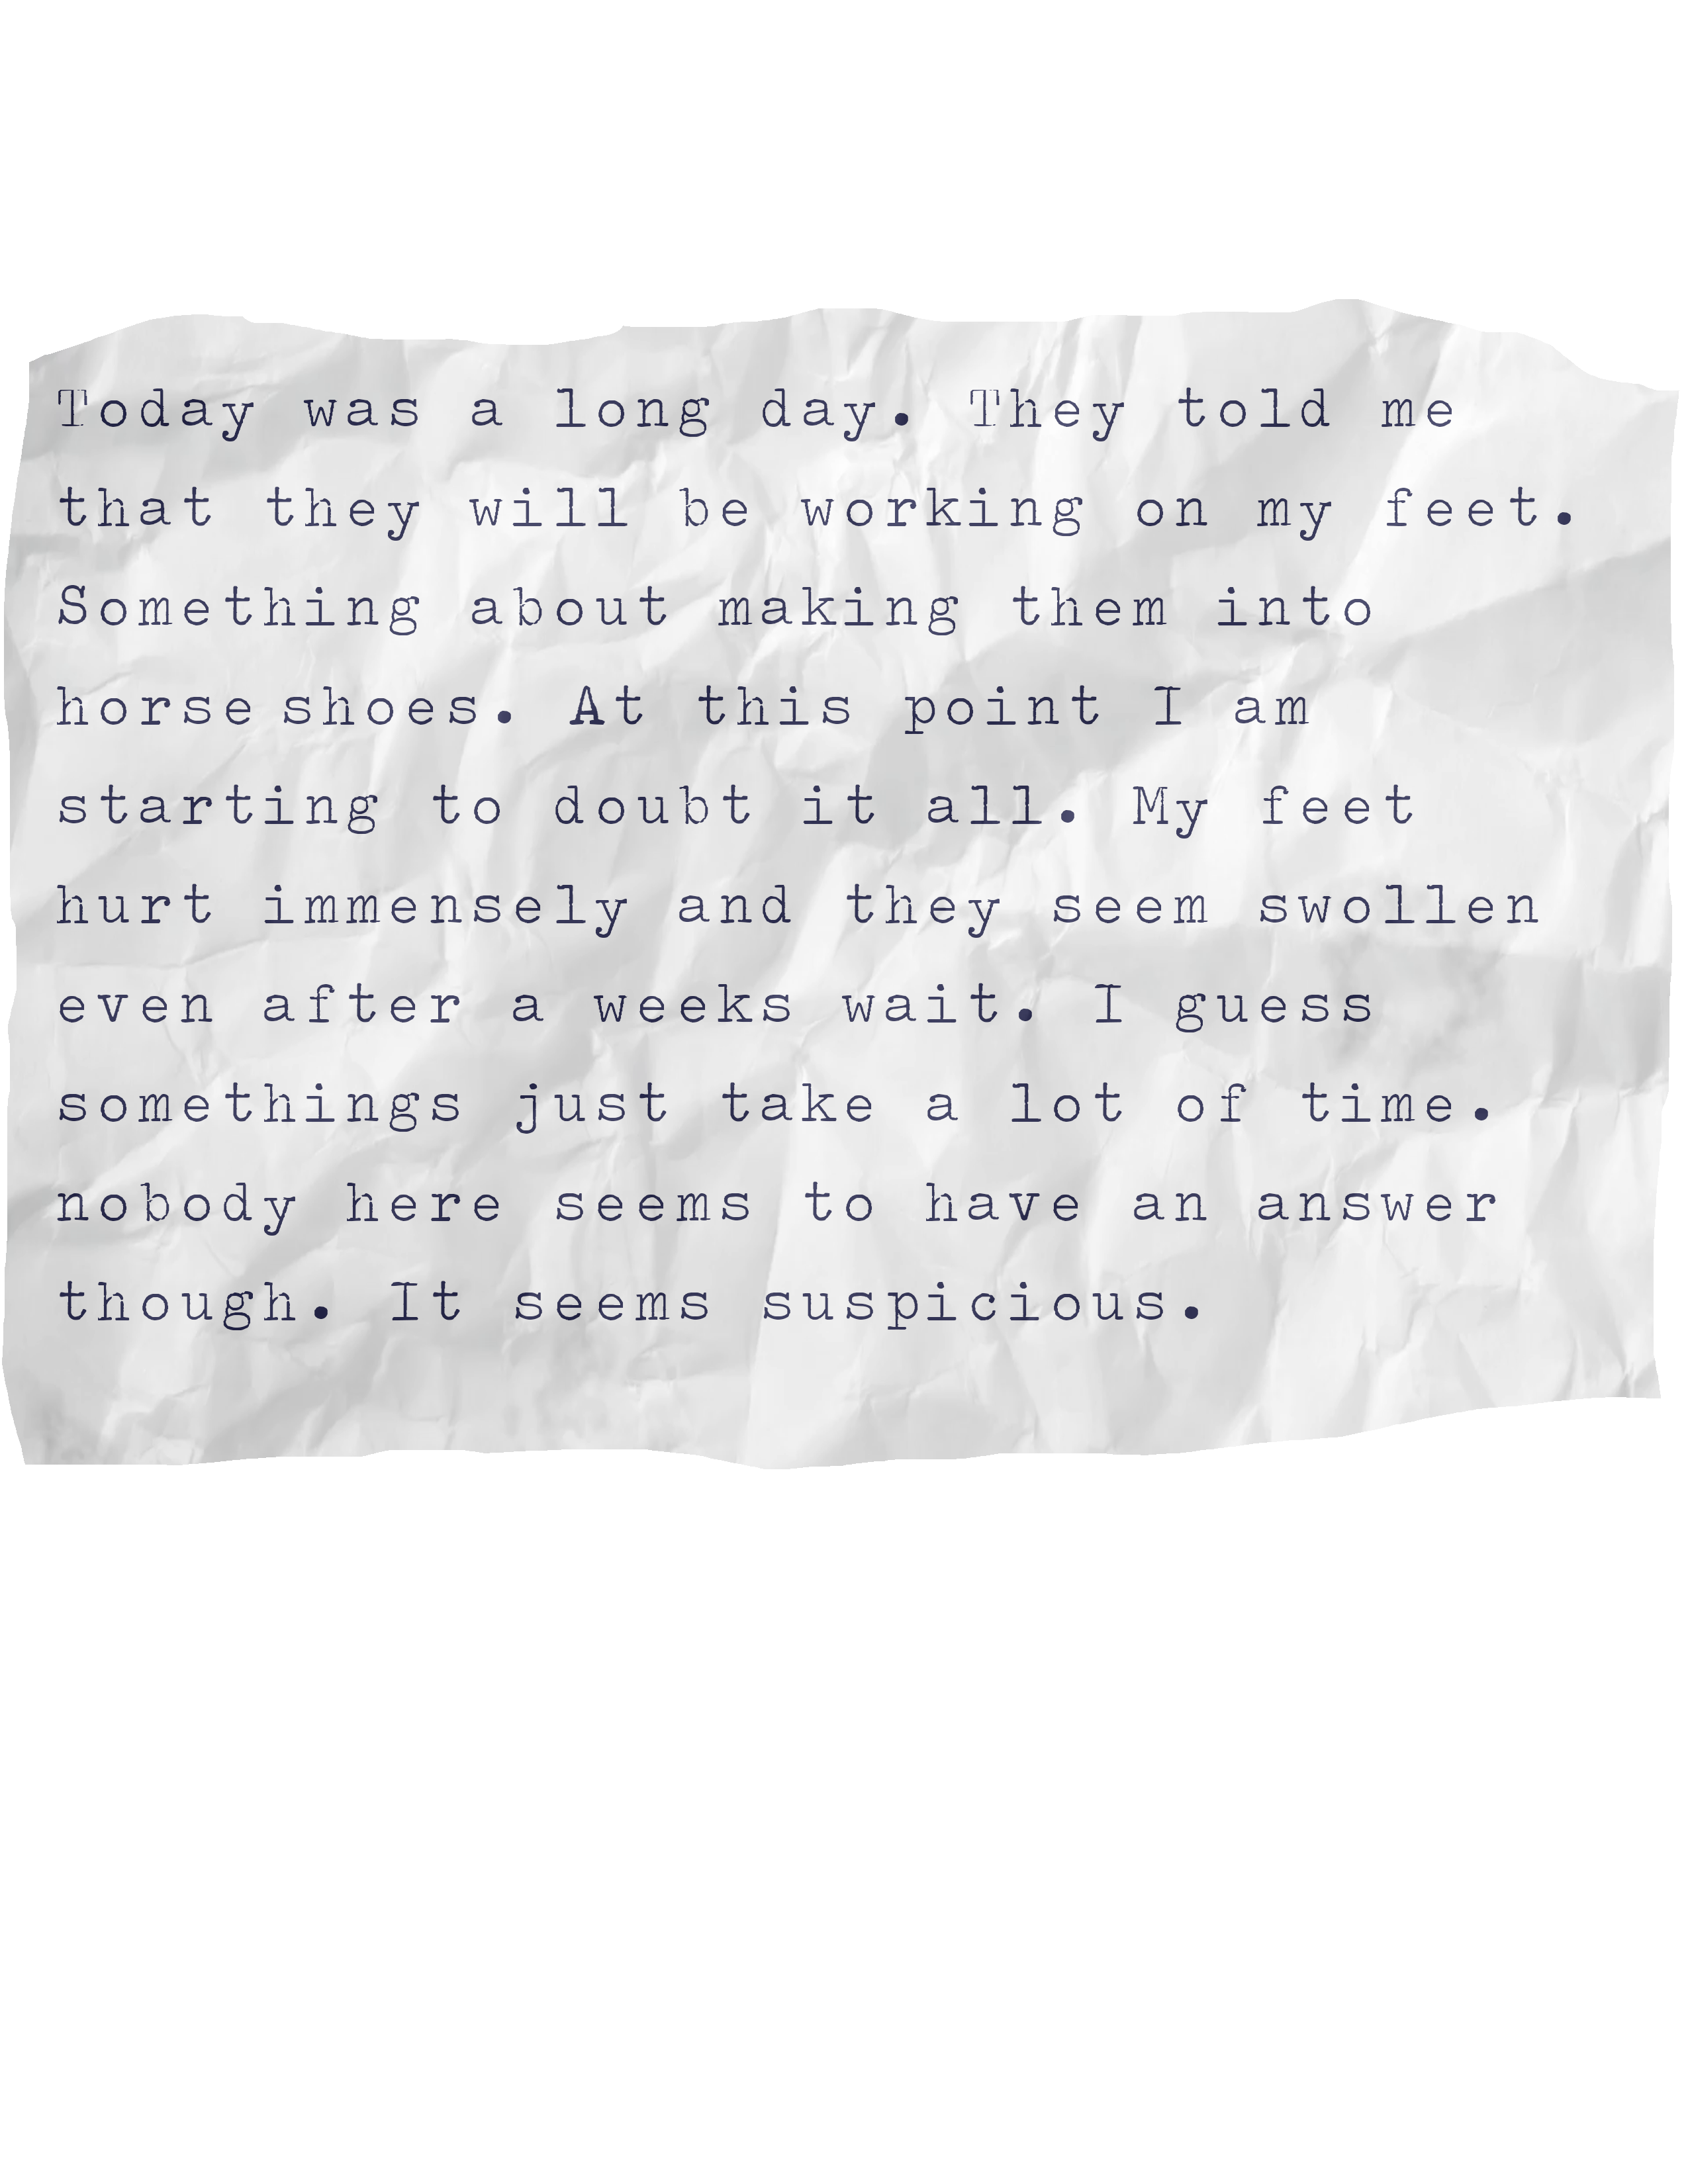 Today was a long day. They told me
that they will be working on my feet.
Something about making them into
horse shoes. At this point I am
starting to doubt it all. My feet
hurt immensely and they seem swollen
even after a weeks wait. I guess
somethings just take a lot of time.
nobody here seems to have an answer
though. It seems suspicious.